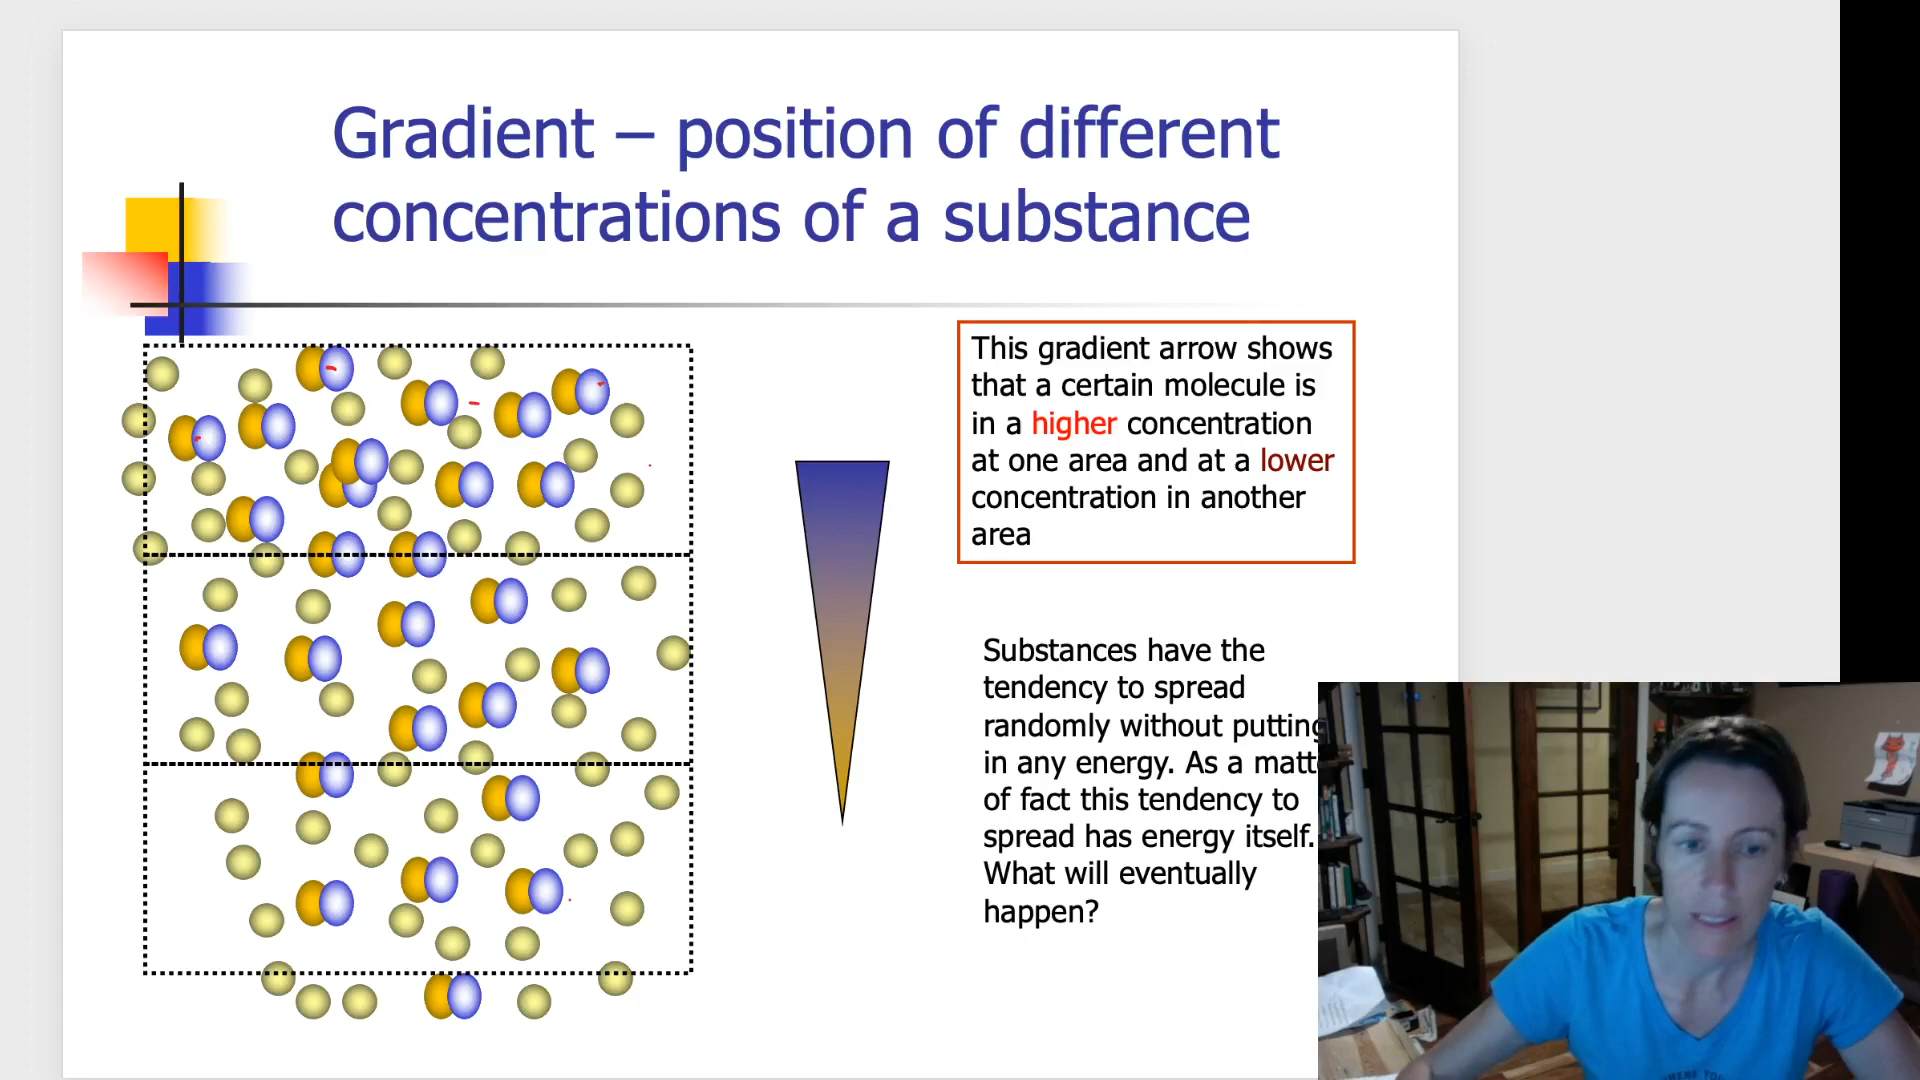 Gradient – position of different
concentrations of a substance
This gradient arrow shows
that a certain molecule is
in a higher concentration
at one area and at a lower
concentration in another
area
Substances have the
tendency to spread
randomly without putting
in any energy. As a matt
of fact this tendency to
spread has energy itself.
What will eventually
happen?